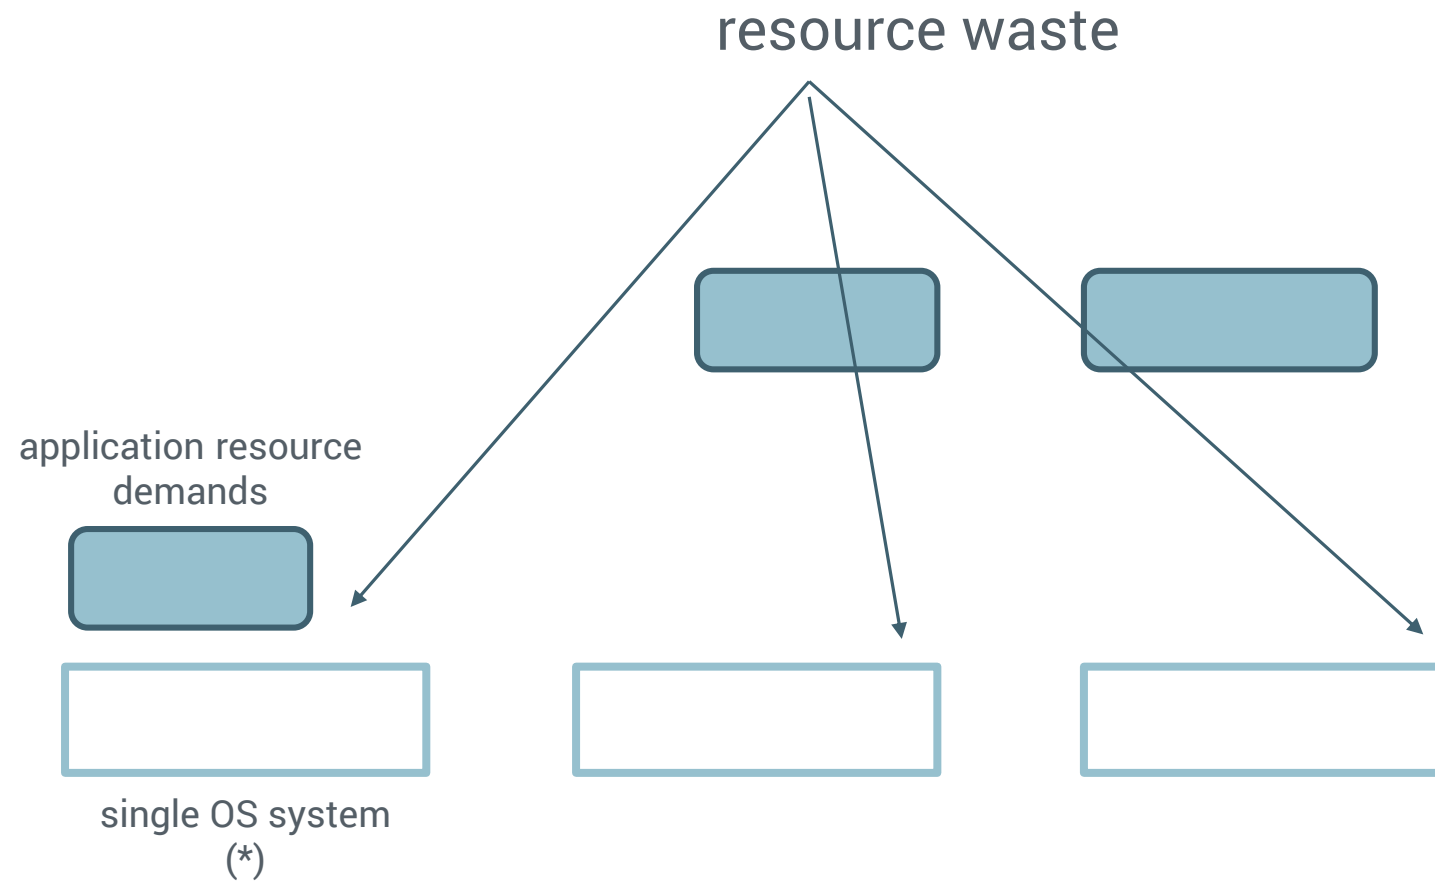 resource waste
application resource
demands
single OS system
(*)